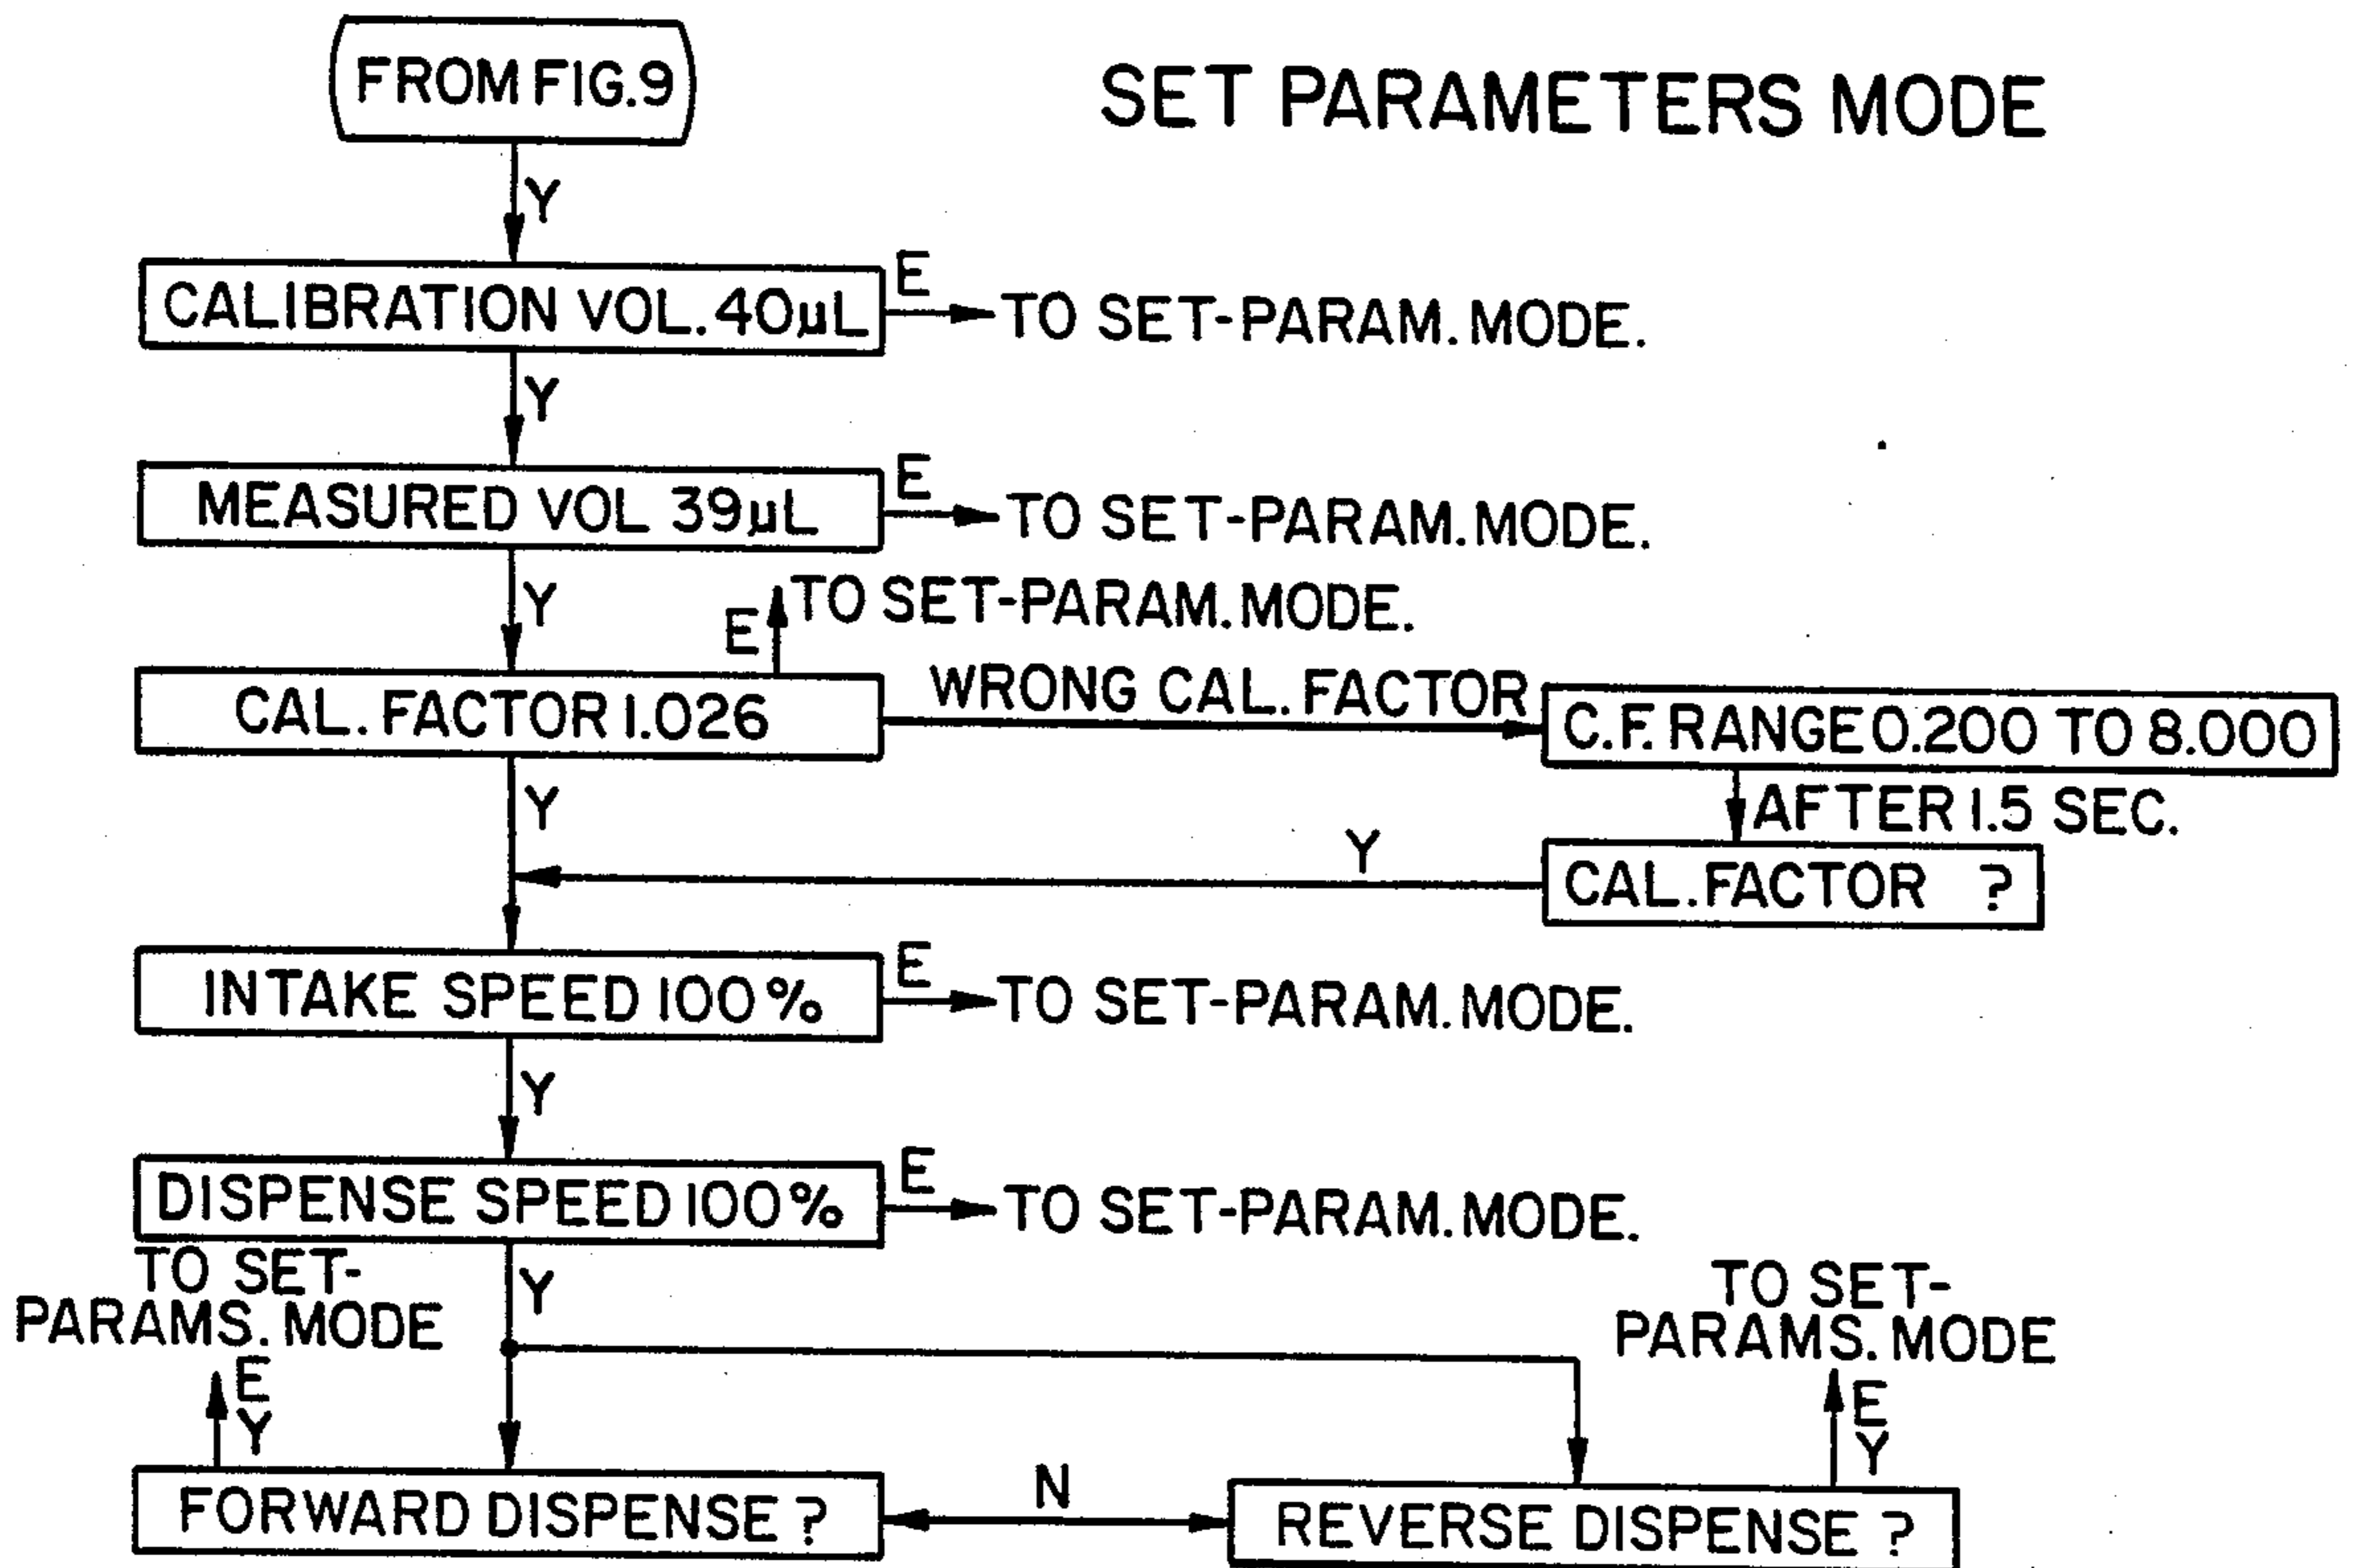 FROM FIG.9
SET PARAMETERS MODE
Y
CALIBRATION VOL. 40µL
E
TO SET-PARAM. MODE.
Y
MEASURED VOL 39µL
E
TO SET-PARAM. MODE.
Y
E
TO SET-PARAM. MODE.
CAL. FACTOR 1.026
WRONG CAL. FACTOR
C.F. RANGE 0.200 TO 8.000
Y
AFTER 1.5 SEC.
Y
CAL. FACTOR ?
INTAKE SPEED 100%
E
TO SET-PARAM. MODE.
Y
DISPENSE SPEED 100%
E
TO SET-PARAM. MODE.
TO SET-
PARAMS. MODE
Y
TO SET-
PARAMS. MODE
E
Y
E
Y
FORWARD DISPENSE ?
N
REVERSE DISPENSE ?